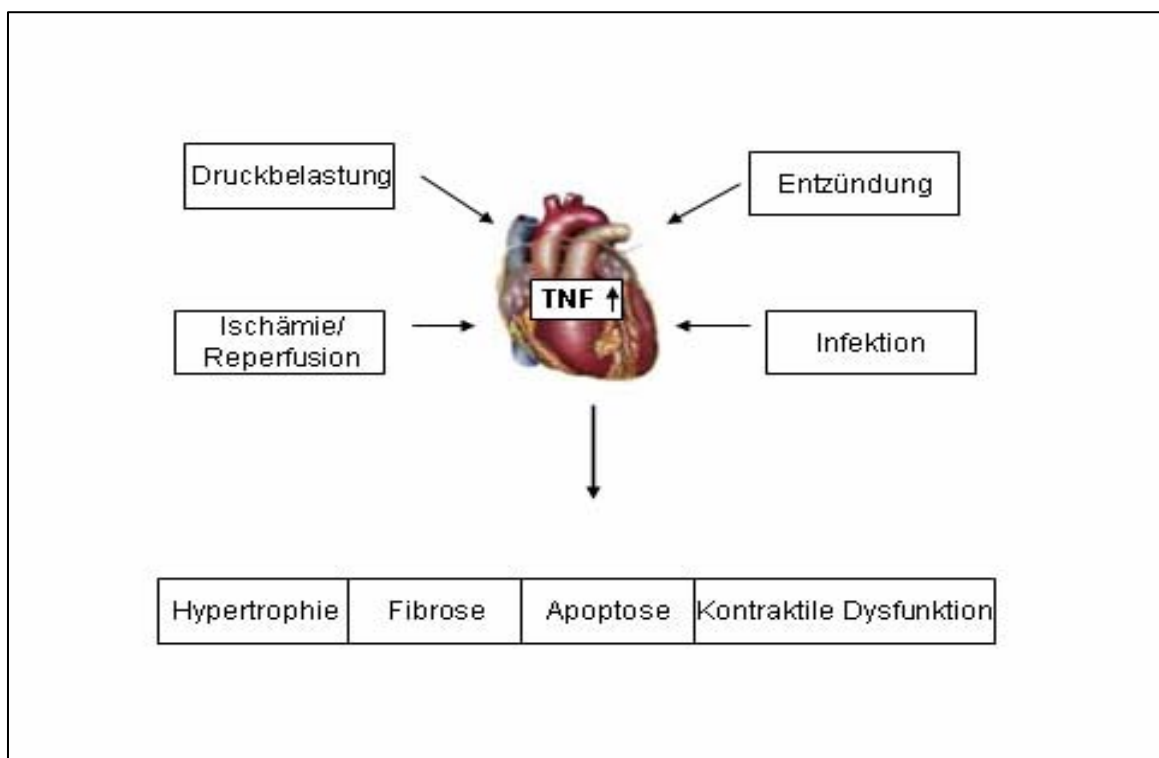 Druckbelastung
Entzündung
TNF ↑
Ischämie/
Reperfusion
Infektion
Hypertrophie
Fibrose
Apoptose
Kontraktile Dysfunktion